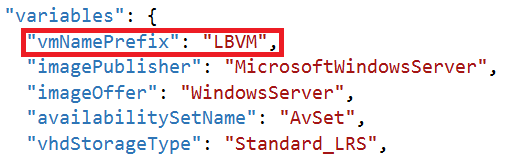 "variables": {
"vmNamePrefix": "LBVM",
"imagePublisher": "MicrosoftWindowsServer",
"imageOffer": "WindowsServer",
"availabilitySetName": "AvSet",
"vhdStorageType": "Standard_LRS",